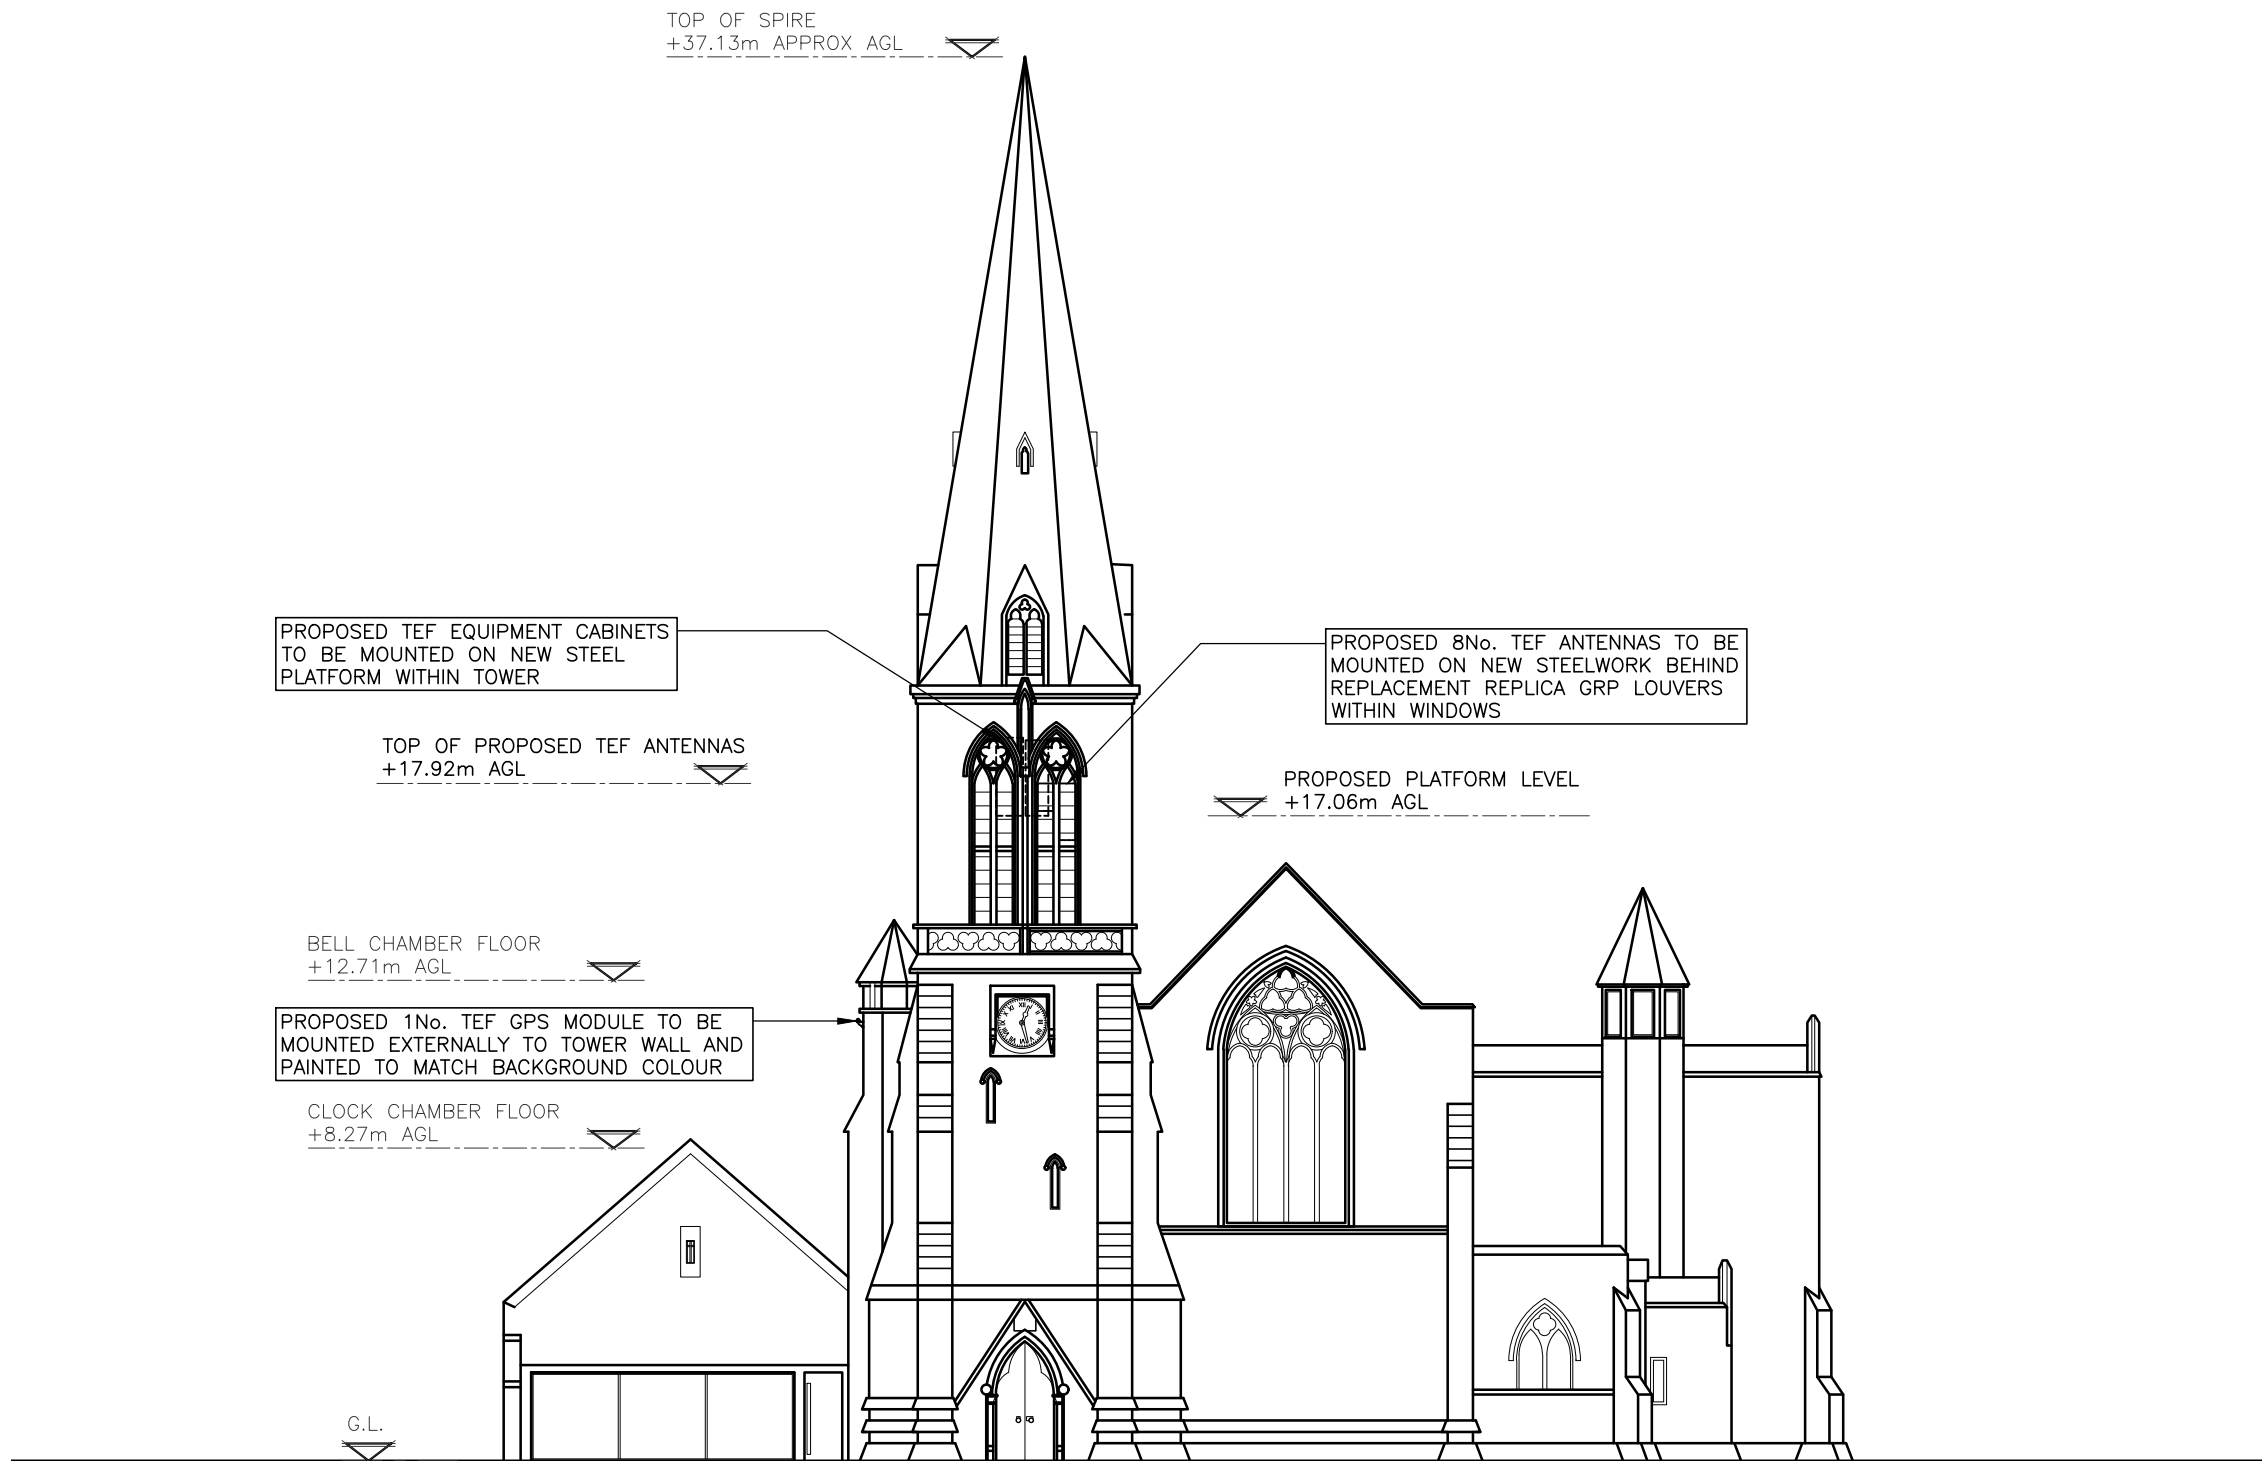 TOP OF SPIRE
+37.13m APPROX AGL
PROPOSED TEF EQUIPMENT CABINETS
TO BE MOUNTED ON NEW STEEL
PLATFORM WITHIN TOWER
PROPOSED 8No. TEF ANTENNAS TO BE
MOUNTED ON NEW STEELWORK BEHIND
REPLACEMENT REPLICA GRP LOUVERS
WITHIN WINDOWS
TOP OF PROPOSED TEF ANTENNAS
+17.92m AGL
PROPOSED PLATFORM LEVEL
+17.06m AGL
BELL CHAMBER FLOOR
+12.71m AGL
PROPOSED 1No. TEF GPS MODULE TO BE
MOUNTED EXTERNALLY TO TOWER WALL AND
PAINTED TO MATCH BACKGROUND COLOUR
CLOCK CHAMBER FLOOR
+8.27m AGL
G.L.